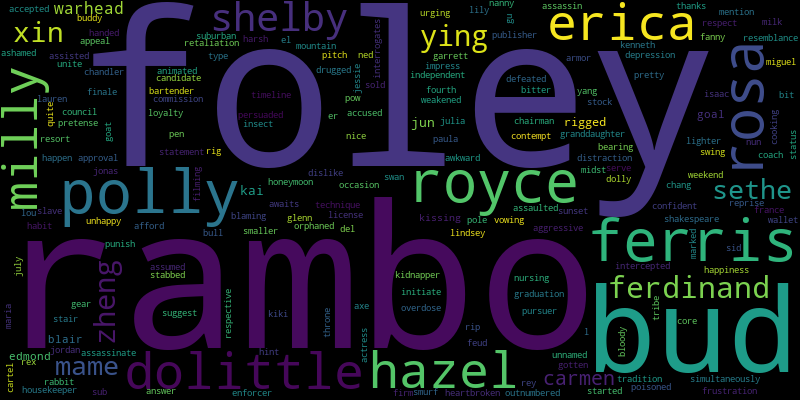 accepted
warhead
buddy
appeal
handed
shelby
suburban
retaliation
harsh
el
mountain
pitch
ned
foley
urging
lily
nanny
gu
publisher
assassin
thanks
mention
milk
respect
fanny
resemblance
erica
xin
ying
ashamed
unite
assisted
chandler
animated
type
candidate
bartender
finale
commission
lauren
council
pretense
quite
milly
loyalty
goat
resort
drugged
jessie
interrogates
garrett
impress
independent
fourth
weakened
sold
timeline
persuaded
pow
accused
er
nice
insect
pen
jun
julia
paula
defeated
bitter
yang
armor
kenneth
depression
pretty
stock
chairman
rigged
contempt
granddaughter
bearing
isaac
goal
lighter
swing
rosa
miguel
bit
nun
cooking
coach
status
happen
approval
statement
rig
jonas
filming
dislike
honeymoon
occasion
swan
awkward
midst
distraction
serve
dolly
weekend
chang
polly
kai
royce
sethe
lou
slave
habit
unhappy
afford
blaming
bull
awaits
glenn
orphaned
technique
license
del
smaller
kissing
assaulted
sunset
pole
vowing
aggressive
lindsey
confident
shakespeare
reprise
france
wallet
rambo
ferris
marked
sid
intercepted
happiness
july
punish
zheng
assumed
stabbed
kidnapper
initiate
overdose
nursing
graduation
pursuer
ferdinand
tribe
core
bud
maria
gear
stair
suggest
respective
kiki
throne
axe
actress
rip
feud
l
bloody
blair
jordan
edmond
assassinate
hint
unnamed
gotten
cartel
rex
mame
dolittle
hazel
carmen
tradition
simultaneously
poisoned
rabbit
housekeeper
sub
answer
enforcer
firm
smurf
heartbroken
rey
outnumbered
started
frustration